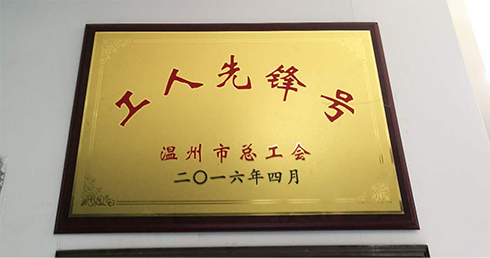 工人先锋号
温州市总工会
二〇一六年四月